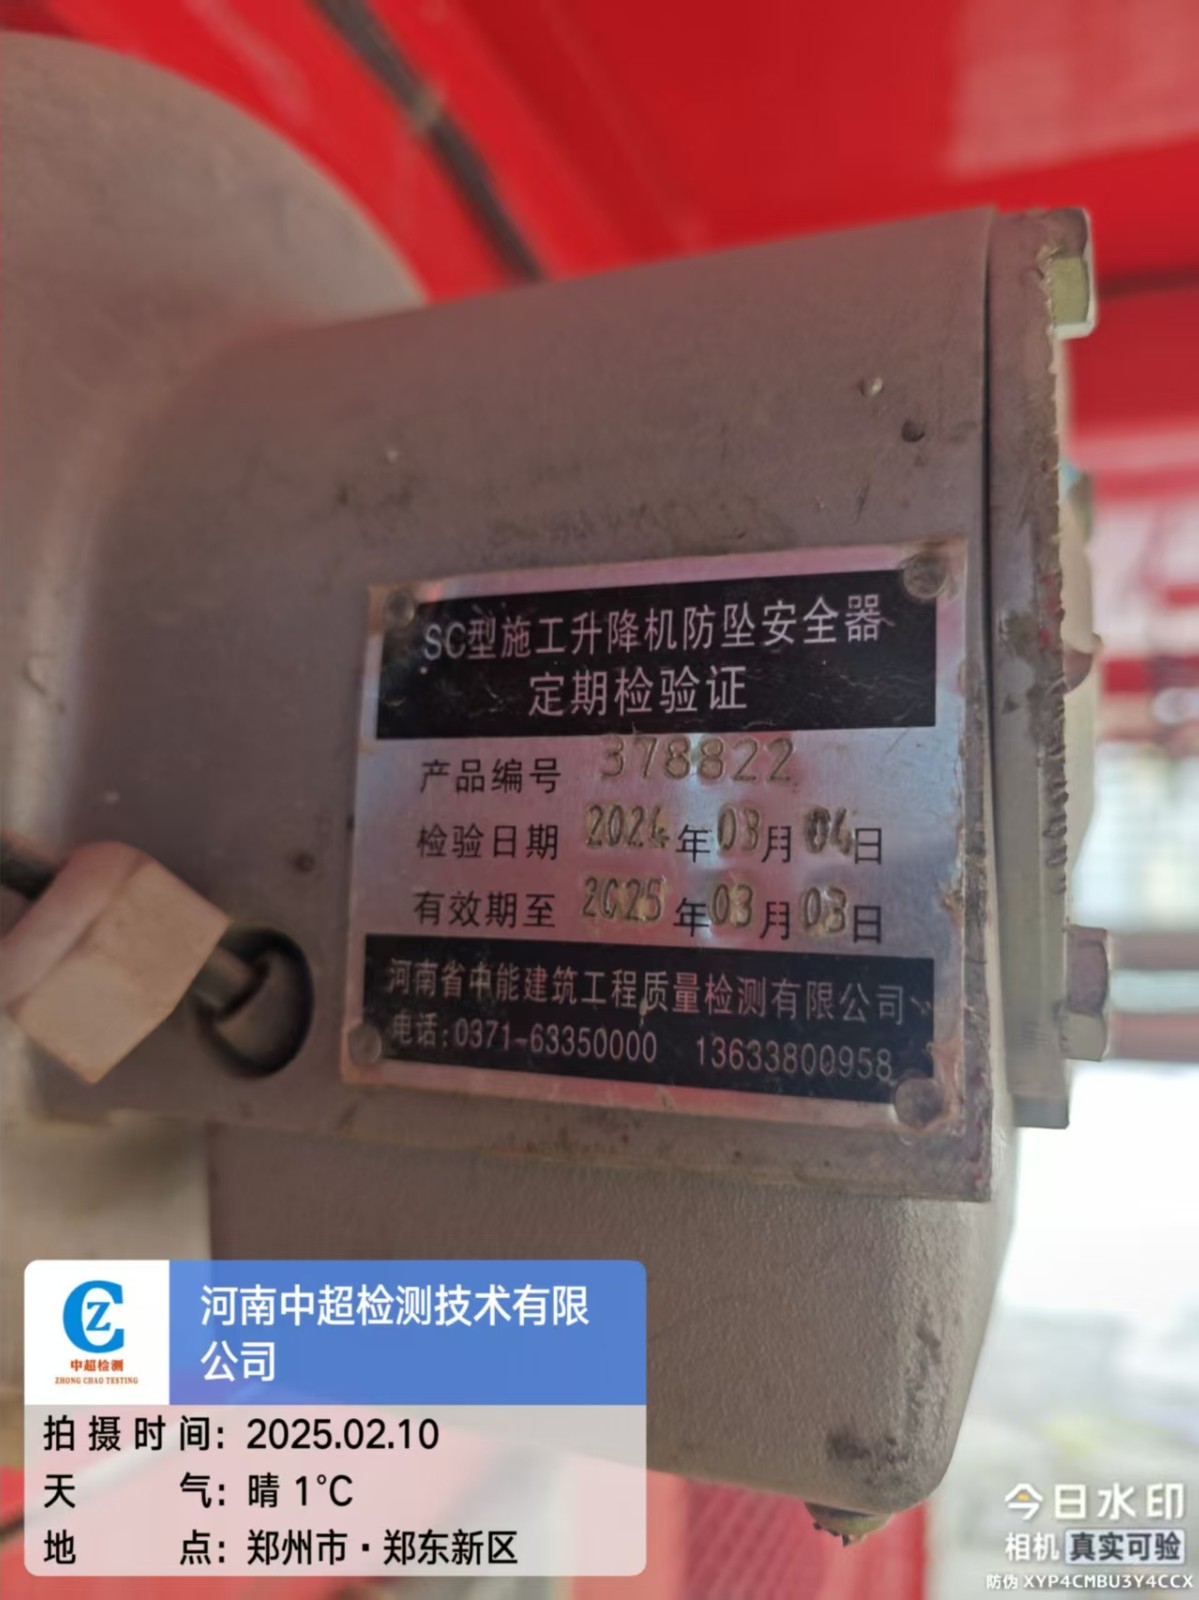 SC型施工升降机防坠安全器
定期检验证
产品编号 378822
检验日期 2024年03月04日
有效期至 2025年03月03日
河南省中能建筑工程质量检测有限公司
电话:0371-63350000 13633800958
CZ
中超检测
ZHONG CHAO TESTING
河南中超检测技术有限
公司
拍摄时间: 2025.02.10
天气: 晴 1℃
地点: 郑州市·郑东新区
今日水印
相机 真实可验
防伪 XYP4CMBU3Y4CCX